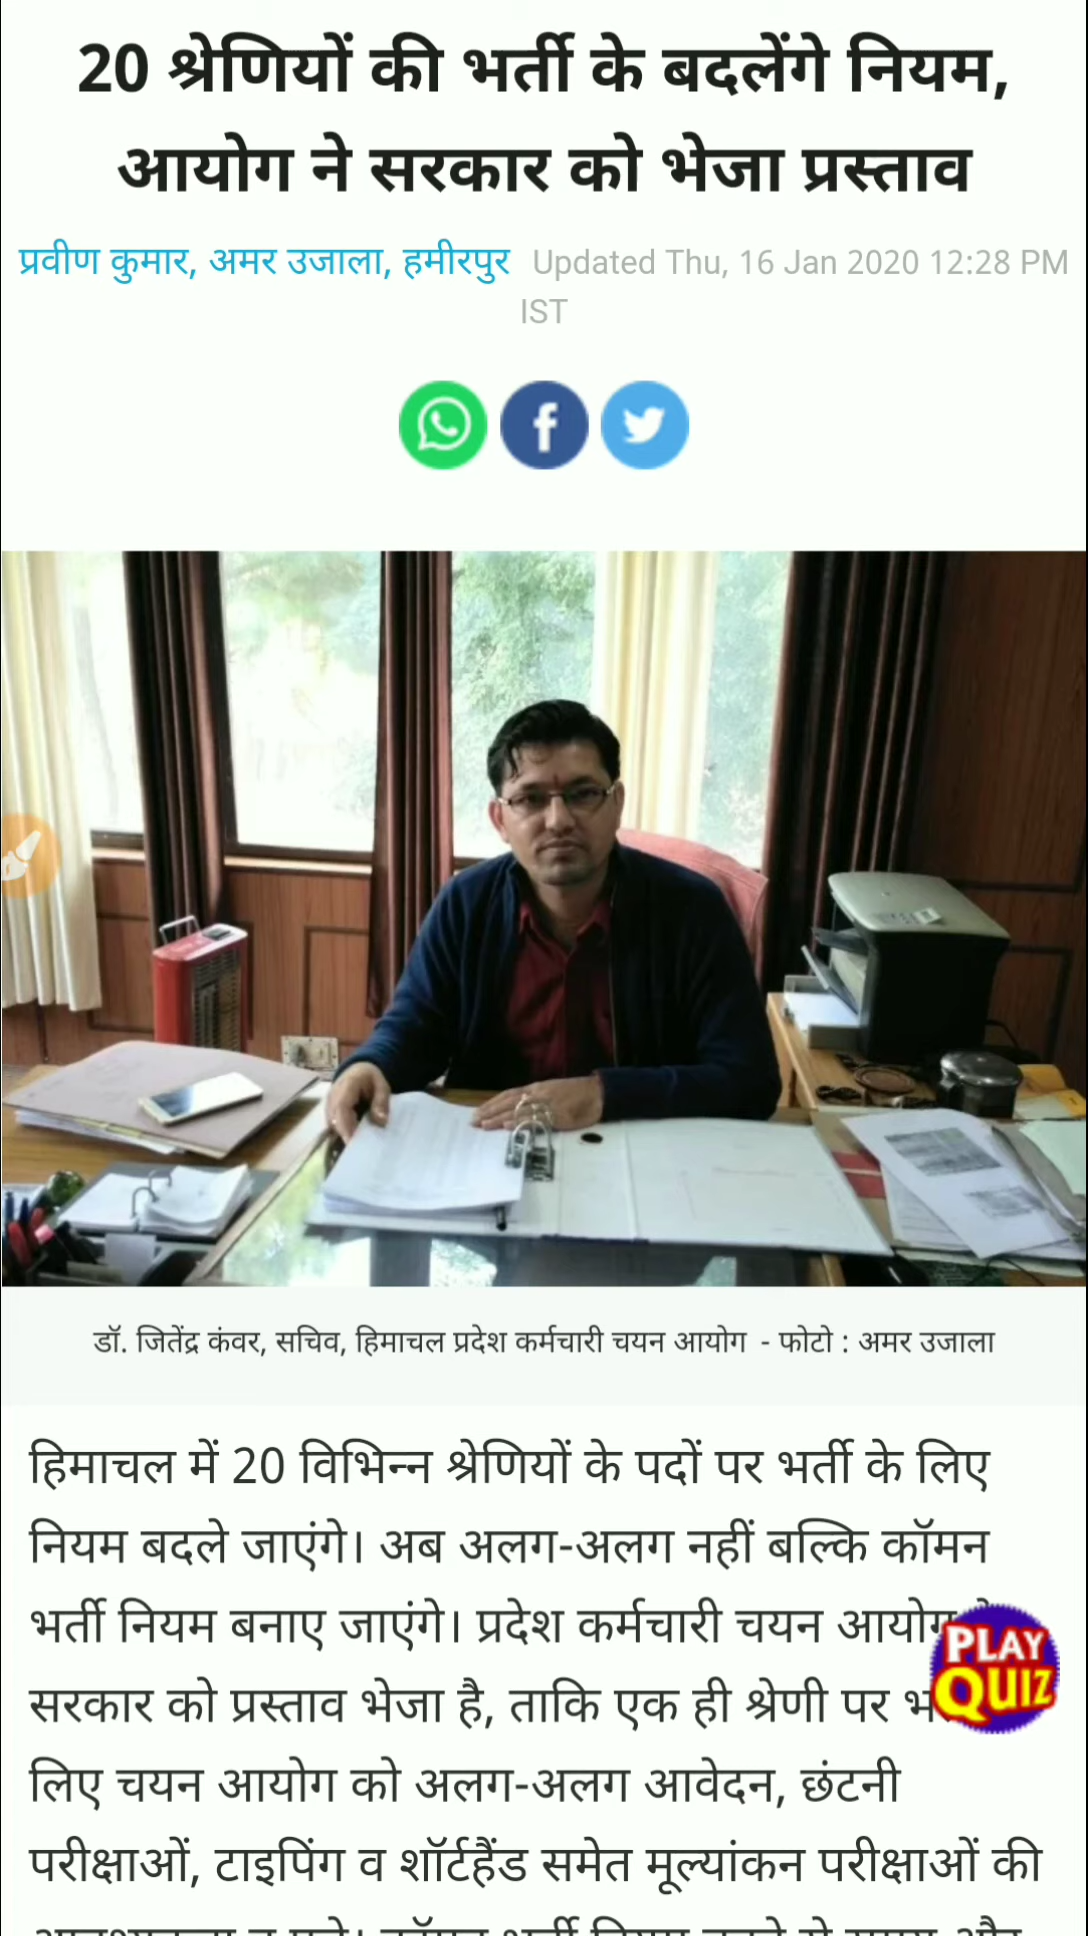 20 श्रेणियों की भर्ती के बदलेंगे नियम,
आयोग ने सरकार को भेजा प्रस्ताव
प्रवीण कुमार, अमर उजाला, हमीरपुर Updated Thu, 16 Jan 2020 12:28 PM
IST
डॉ. जितेंद्र कंवर, सचिव, हिमाचल प्रदेश कर्मचारी चयन आयोग - फोटो : अमर उजाला
हिमाचल में 20 विभिन्न श्रेणियों के पदों पर भर्ती के लिए
नियम बदले जाएंगे। अब अलग-अलग नहीं बल्कि कॉमन
भर्ती नियम बनाए जाएंगे। प्रदेश कर्मचारी चयन आयोग
PLAY
QUIZ
सरकार को प्रस्ताव भेजा है, ताकि एक ही श्रेणी पर
लिए चयन आयोग को अलग-अलग आवेदन, छंटनी
परीक्षाओं, टाइपिंग व शॉर्टहैंड समेत मूल्यांकन परीक्षाओं की